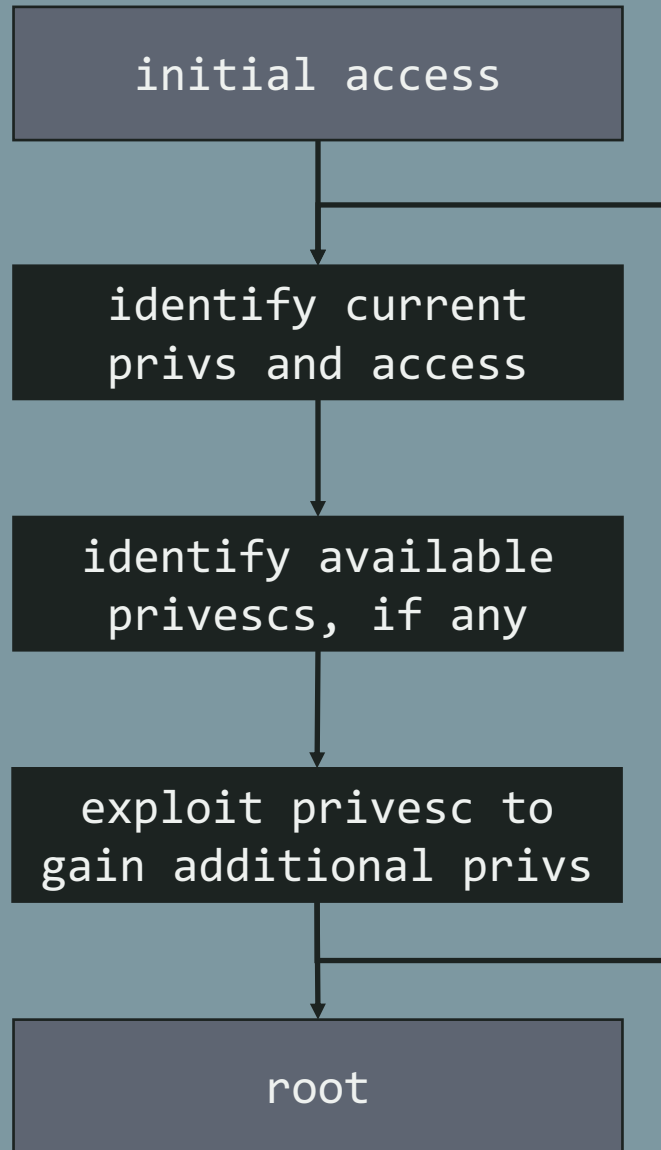 initial access
identify current
privs and access
identify available
privescs, if any
exploit privesc to
gain additional privs
root